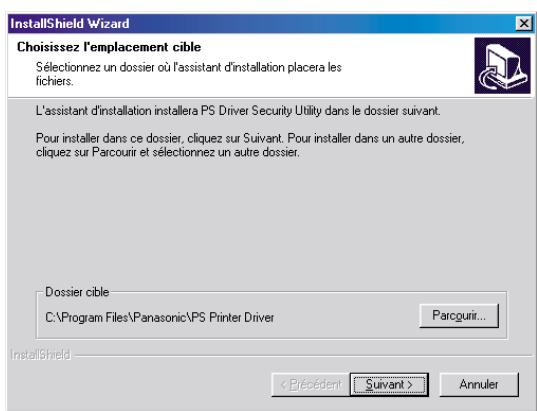 InstallShield Wizard
Choisissez l'emplacement cible
Sélectionnez un dossier où l'assistant d'installation placera les
fichiers.
L'assistant d'installation installera PS Driver Security Utility dans le dossier suivant.
Pour installer dans ce dossier, cliquez sur Suivant. Pour installer dans un autre dossier,
cliquez sur Parcourir et sélectionnez un autre dossier.
Dossier cible
C:\Program Files\Panasonic\PS Printer Driver
Parcourir...
InstallShield
< Précédent
Suivant >
Annuler